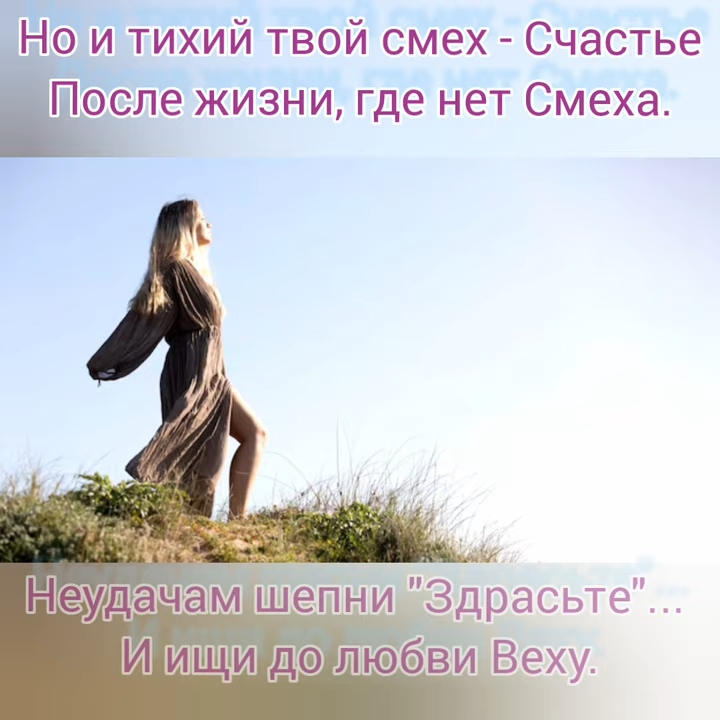 Но и тихий твой смех - Счастье
После жизни, где нет Смеха.
Неудачам шепни "Здрасьте"...
И ищи до любви Веху.